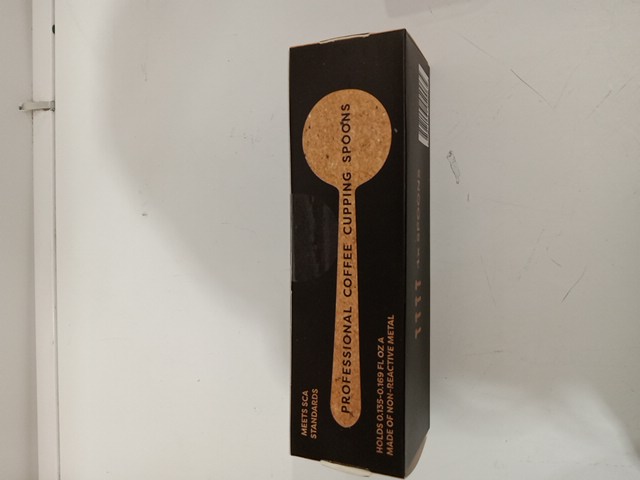 PROFESSIONAL COFFEE CUPPING SPOONS
MEETS SCA
STANDARDS
HOLDS 0.135-0.169 FL OZ A
MADE OF NON-REACTIVE METAL
SPOONS